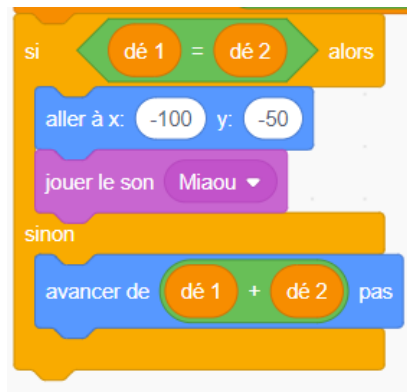 si dé 1 = dé 2 alors
aller à x: -100 y: -50
jouer le son Miaou
sinon
avancer de dé 1 + dé 2 pas